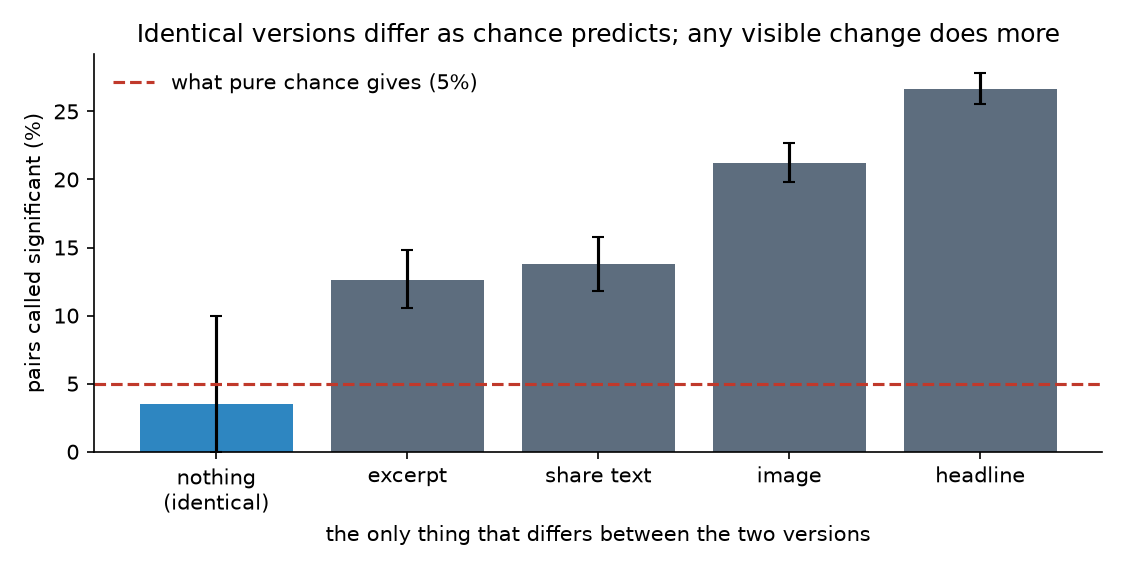 Identical versions differ as chance predicts; any visible change does more
what pure chance gives (5%)
pairs called significant (%)
25
20
15
10
5
0
nothing
(identical)
excerpt
share text
image
headline
the only thing that differs between the two versions